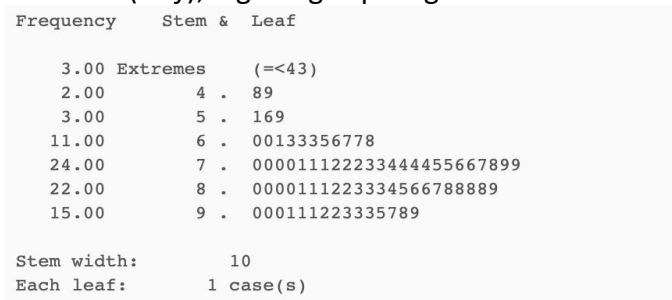 Frequency Stem & Leaf
3.00 Extremes (=<43)
2.00 4 . 89
3.00 5 . 169
11.00 6 . 00133356778
24.00 7 . 000011122233444455667899
22.00 8 . 0000111223334566788889
15.00 9 . 000111223335789
Stem width: 10
Each leaf: 1 case(s)